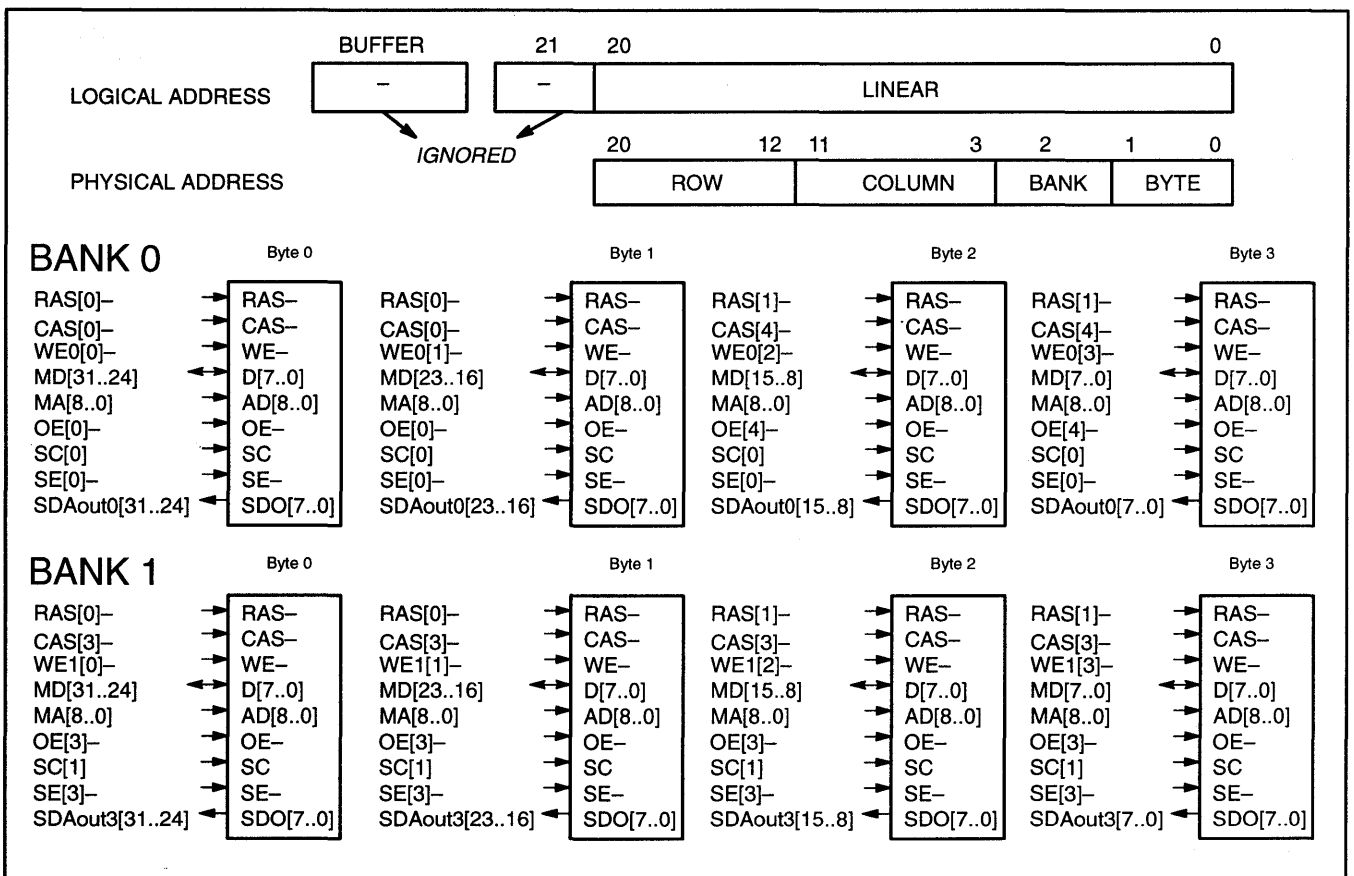 BUFFER 21 20 0
LOGICAL ADDRESS – – LINEAR
IGNORED
20 12 11 3 2 1 0
PHYSICAL ADDRESS ROW COLUMN BANK BYTE
BANK 0 Byte 0 Byte 1 Byte 2 Byte 3
RAS[0]– RAS– RAS[0]– RAS– RAS[1]– RAS– RAS[1]– RAS–
CAS[0]– CAS– CAS[0]– CAS– CAS[4]– CAS– CAS[4]– CAS–
WE0[0]– WE– WE0[1]– WE– WE0[2]– WE– WE0[3]– WE–
MD[31..24] D[7..0] MD[23..16] D[7..0] MD[15..8] D[7..0] MD[7..0] D[7..0]
MA[8..0] AD[8..0] MA[8..0] AD[8..0] MA[8..0] AD[8..0] MA[8..0] AD[8..0]
OE[0]– OE– OE[0]– OE– OE[4]– OE– OE[4]– OE–
SC[0] SC SC[0] SC SC[0] SC SC[0] SC
SE[0]– SE– SE[0]– SE– SE[0]– SE– SE[0]– SE–
SDAout0[31..24] SDO[7..0] SDAout0[23..16] SDO[7..0] SDAout0[15..8] SDO[7..0] SDAout0[7..0] SDO[7..0]
BANK 1 Byte 0 Byte 1 Byte 2 Byte 3
RAS[0]– RAS– RAS[0]– RAS– RAS[1]– RAS– RAS[1]– RAS–
CAS[3]– CAS– CAS[3]– CAS– CAS[3]– CAS– CAS[3]– CAS–
WE1[0]– WE– WE1[1]– WE– WE1[2]– WE– WE1[3]– WE–
MD[31..24] D[7..0] MD[23..16] D[7..0] MD[15..8] D[7..0] MD[7..0] D[7..0]
MA[8..0] AD[8..0] MA[8..0] AD[8..0] MA[8..0] AD[8..0] MA[8..0] AD[8..0]
OE[3]– OE– OE[3]– OE– OE[3]– OE– OE[3]– OE–
SC[1] SC SC[1] SC SC[1] SC SC[1] SC
SE[3]– SE– SE[3]– SE– SE[3]– SE– SE[3]– SE–
SDAout3[31..24] SDO[7..0] SDAout3[23..16] SDO[7..0] SDAout3[15..8] SDO[7..0] SDAout3[7..0] SDO[7..0]